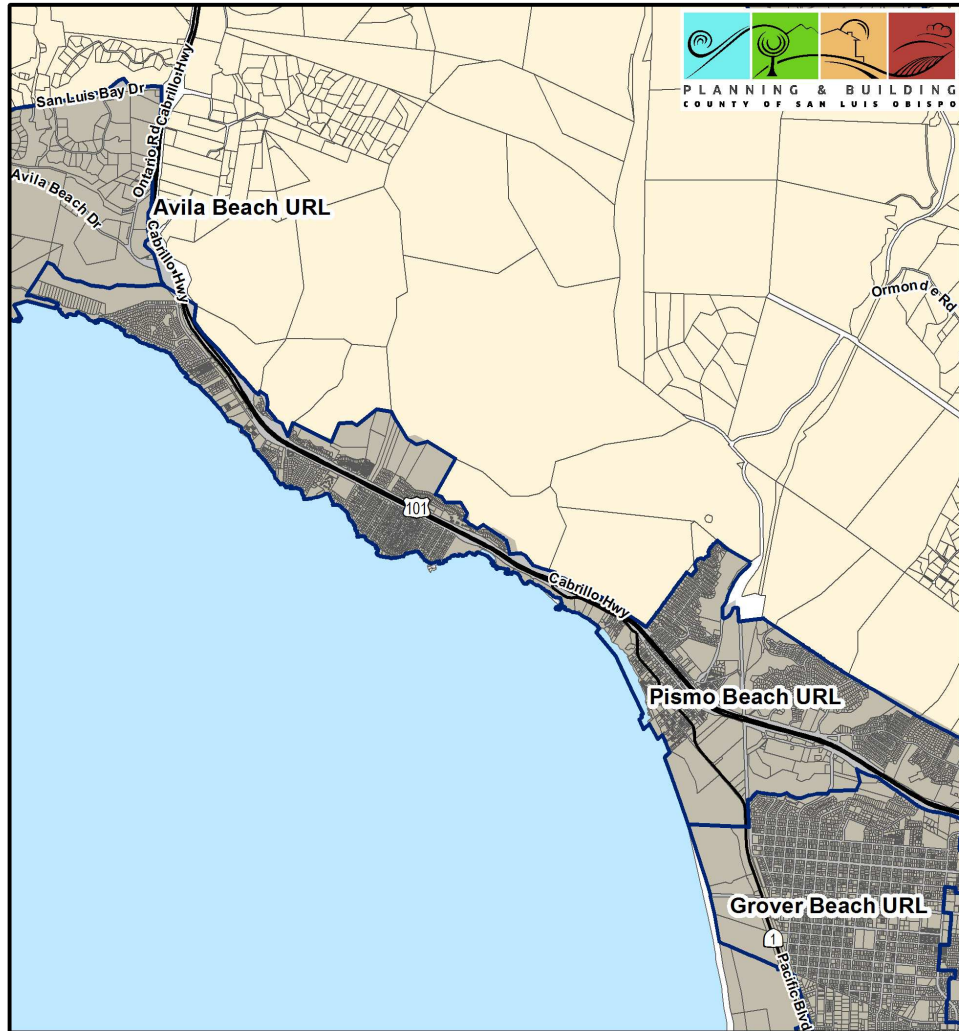 PLANNING & BUILDING
COUNTY OF SAN LUIS OBISPO
San Luis Bay Dr
Cabrillo Hwy
Ontario Rd
Avila Beach Dr
Avila Beach URL
Cabrillo Hwy
Ormonde Rd
101
Cabrillo Hwy
Pismo Beach URL
Grover Beach URL
1
Pacific Blvd